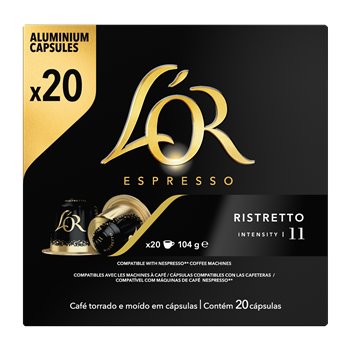 ALUMINIUM
CAPSULES
x20
L'OR
ESPRESSO
L'OR
RISTRETTO
INTENSITY | 11
x20 104 g e
COMPATIBLE WITH NESPRESSO* COFFEE MACHINES
COMPATIBLES AVEC LES MACHINES À CAFÉ / CÁPSULAS COMPATIBLES CON LAS CAFETERAS /
COMPATÍVEL COM MÁQUINAS DE CAFÉ NESPRESSO*
Café torrado e moído em cápsulas | Contém 20 cápsulas